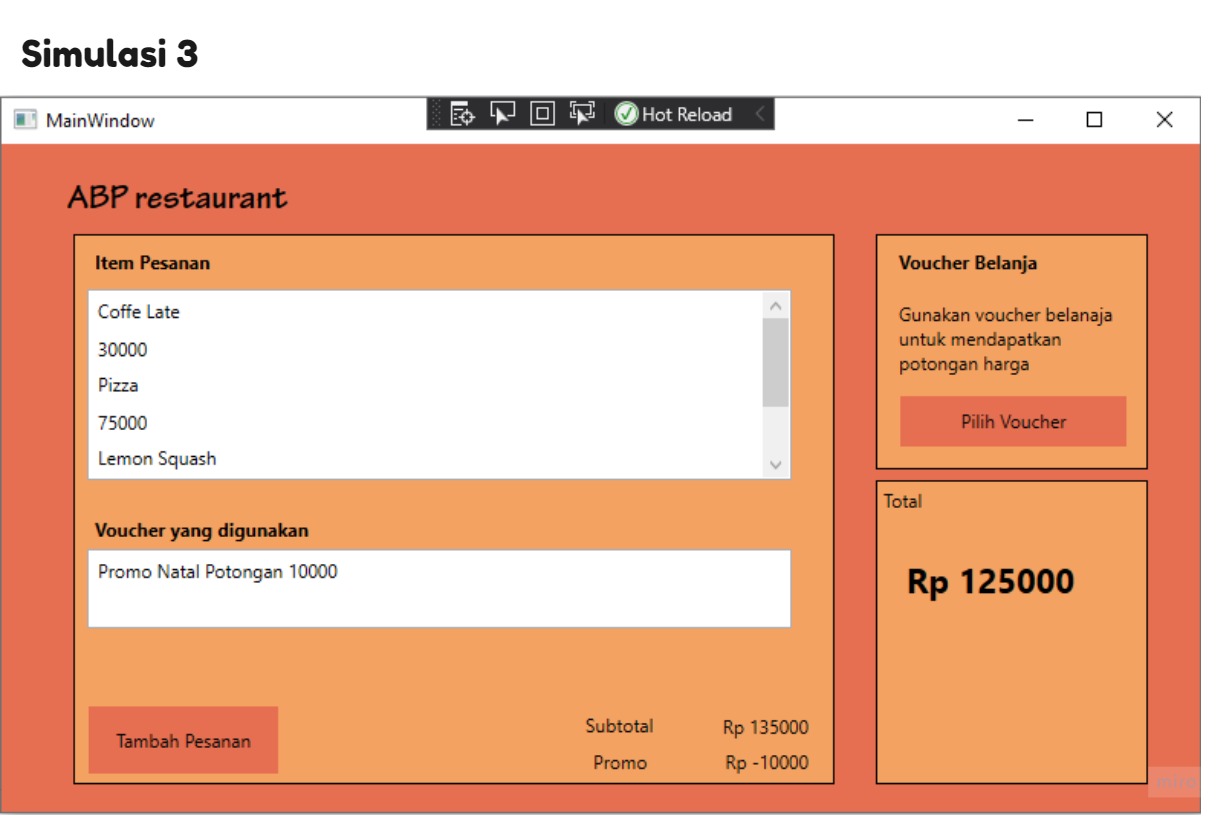 Simulasi 3
MainWindow
Hot Reload
ABP restaurant
Item Pesanan
Coffe Late
30000
Pizza
75000
Lemon Squash
Voucher yang digunakan
Promo Natal Potongan 10000
Tambah Pesanan
Subtotal Rp 135000
Promo Rp -10000
Voucher Belanja
Gunakan voucher belanaja
untuk mendapatkan
potongan harga
Pilih Voucher
Total
Rp 125000